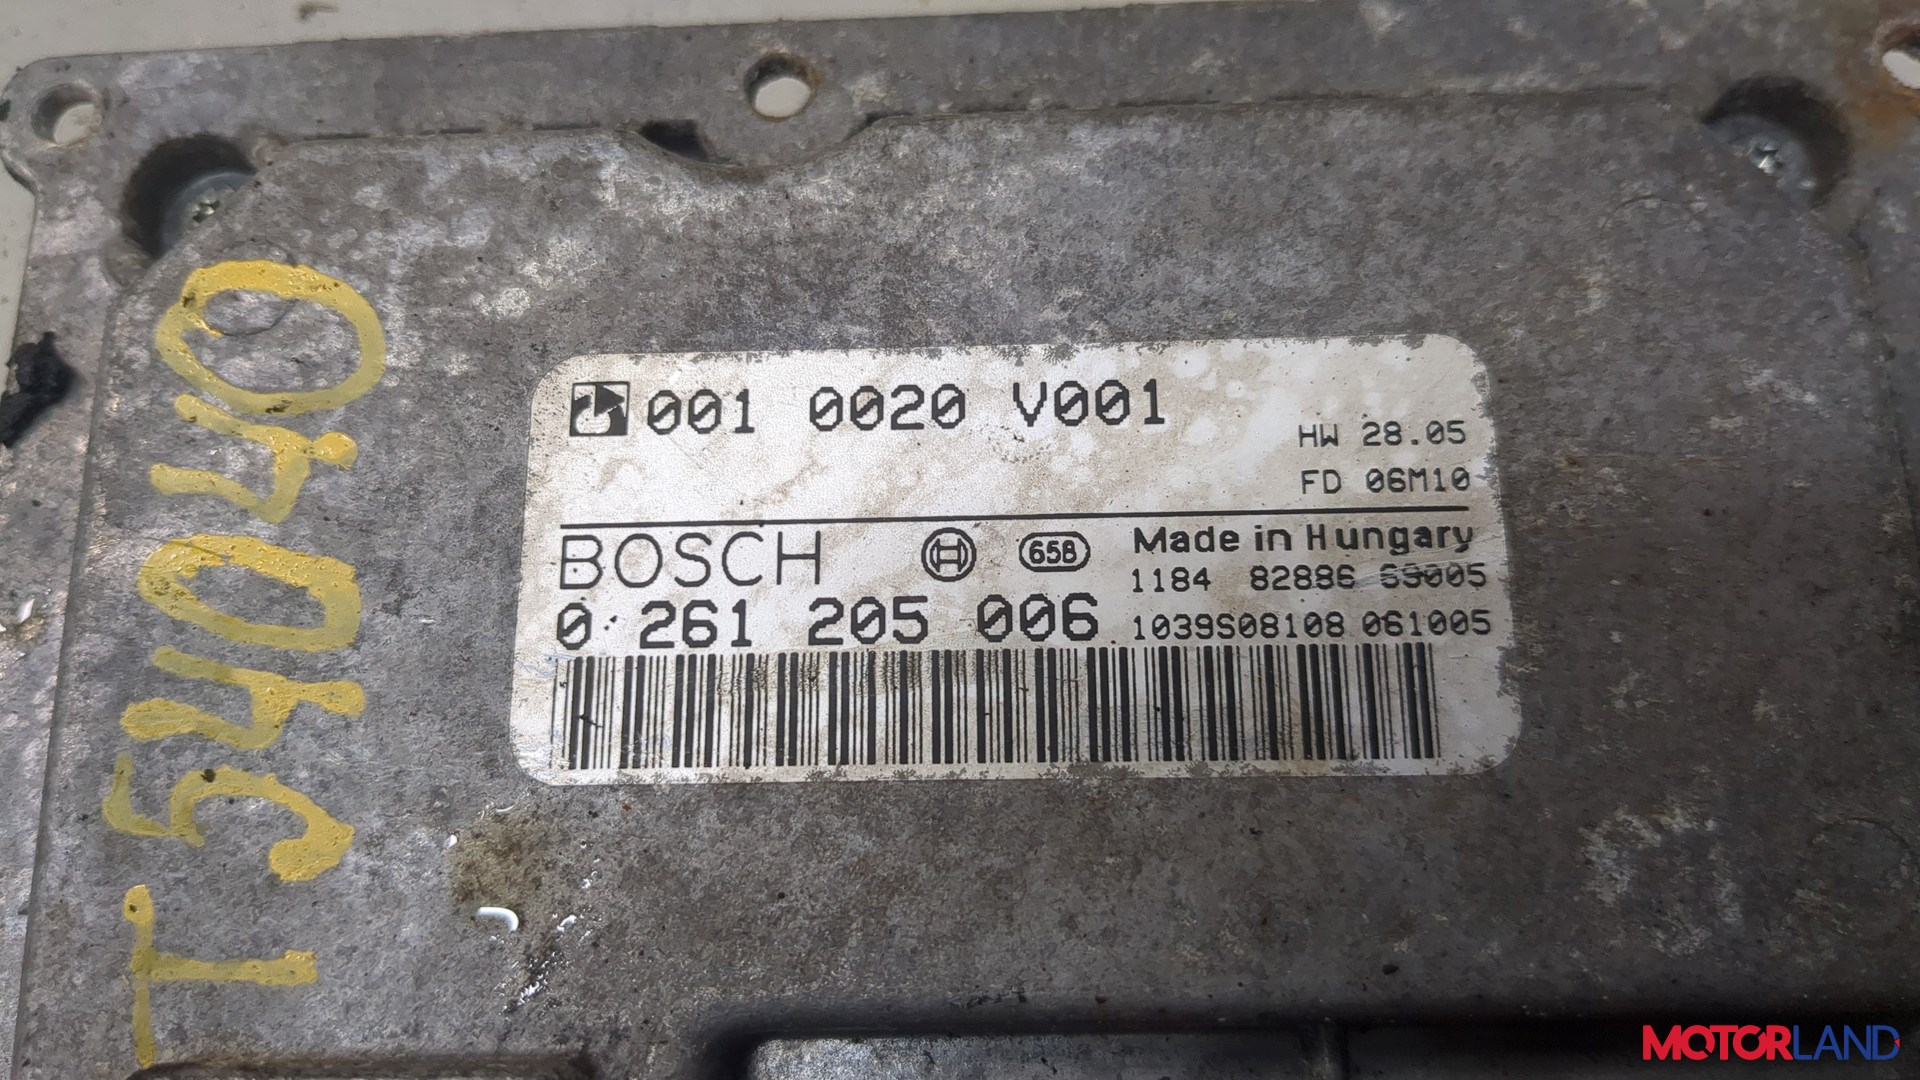 001 0020 V001
HW 28.05
FD 06M10
BOSCH
658
Made in Hungary
1184 82886 69005
0 261 205 006
1039S08108 061005
T54040
MOTORLAND